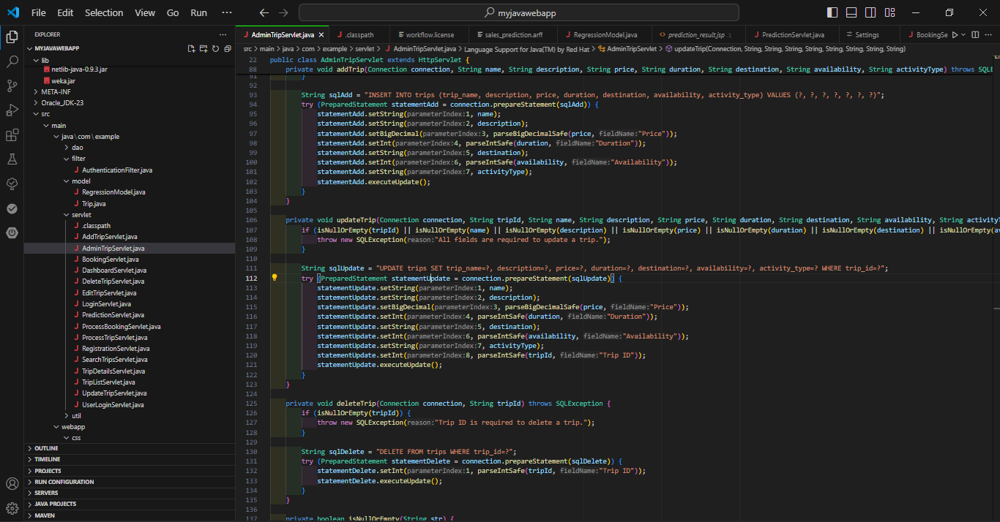 File Edit Selection View Go Run ··· myjavawebapp
EXPLORER ···
MYJAVAWEBAPP
lib
netlib-java-0.9.3.jar
weka.jar
META-INF
Oracle_JDK-23
src
main
java\com\example
dao
filter
AuthenticationFilter.java
model
RegressionModel.java
Trip.java
servlet
.classpath
AddTripServlet.java
AdminTripServlet.java
BookingServlet.java
DashboardServlet.java
DeleteTripServlet.java
EditTripServlet.java
LoginServlet.java
PredictionServlet.java
ProcessBookingServlet.java
ProcessTripServlet.java
RegistrationServlet.java
SearchTripsServlet.java
TripDetailsServlet.java
TripListServlet.java
UpdateTripServlet.java
UserLoginServlet.java
util
webapp
css
OUTLINE
TIMELINE
PROJECTS
RUN CONFIGURATION
SERVERS
JAVA PROJECTS
MAVEN
AdminTripServlet.java .classpath workflow.license sales_prediction.arff RegressionModel.java prediction_result.jsp .\ PredictionServlet.java Settings BookingSe ···
src > main > java > com > example > servlet > AdminTripServlet.java > Language Support for Java(TM) by Red Hat > AdminTripServlet > updateTrip(Connection, String, String, String, String, String, String, String, String)
22 public class AdminTripServlet extends HttpServlet {
88 private void addTrip(Connection connection, String name, String description, String price, String duration, String destination, String availability, String activityType) throws SQLE
91 }
92
93 String sqlAdd = "INSERT INTO trips (trip_name, description, price, duration, destination, availability, activity_type) VALUES (?, ?, ?, ?, ?, ?, ?)";
94 try (PreparedStatement statementAdd = connection.prepareStatement(sqlAdd)) {
95 statementAdd.setString(parameterIndex:1, name);
96 statementAdd.setString(parameterIndex:2, description);
97 statementAdd.setBigDecimal(parameterIndex:3, parseBigDecimalSafe(price, fieldName:"Price"));
98 statementAdd.setInt(parameterIndex:4, parseIntSafe(duration, fieldName:"Duration"));
99 statementAdd.setString(parameterIndex:5, destination);
100 statementAdd.setInt(parameterIndex:6, parseIntSafe(availability, fieldName:"Availability"));
101 statementAdd.setString(parameterIndex:7, activityType);
102 statementAdd.executeUpdate();
103 }
104 }
105
106 private void updateTrip(Connection connection, String tripId, String name, String description, String price, String duration, String destination, String availability, String activityT
107 if (isNullOrEmpty(tripId) || isNullOrEmpty(name) || isNullOrEmpty(description) || isNullOrEmpty(price) || isNullOrEmpty(duration) || isNullOrEmpty(destination) || isNullOrEmpty(av
108 throw new SQLException(reason:"All fields are required to update a trip.");
109 }
110
111 String sqlUpdate = "UPDATE trips SET trip_name=?, description=?, price=?, duration=?, destination=?, availability=?, activity_type=? WHERE trip_id=?";
112 try (PreparedStatement statementUpdate = connection.prepareStatement(sqlUpdate)) {
113 statementUpdate.setString(parameterIndex:1, name);
114 statementUpdate.setString(parameterIndex:2, description);
115 statementUpdate.setBigDecimal(parameterIndex:3, parseBigDecimalSafe(price, fieldName:"Price"));
116 statementUpdate.setInt(parameterIndex:4, parseIntSafe(duration, fieldName:"Duration"));
117 statementUpdate.setString(parameterIndex:5, destination);
118 statementUpdate.setInt(parameterIndex:6, parseIntSafe(availability, fieldName:"Availability"));
119 statementUpdate.setString(parameterIndex:7, activityType);
120 statementUpdate.setInt(parameterIndex:8, parseIntSafe(tripId, fieldName:"Trip ID"));
121 statementUpdate.executeUpdate();
122 }
123 }
124
125 private void deleteTrip(Connection connection, String tripId) throws SQLException {
126 if (isNullOrEmpty(tripId)) {
127 throw new SQLException(reason:"Trip ID is required to delete a trip.");
128 }
129
130 String sqlDelete = "DELETE FROM trips WHERE trip_id=?";
131 try (PreparedStatement statementDelete = connection.prepareStatement(sqlDelete)) {
132 statementDelete.setInt(parameterIndex:1, parseIntSafe(tripId, fieldName:"Trip ID"));
133 statementDelete.executeUpdate();
134 }
135 }
136
137 private boolean isNullOrEmpty(String str) {